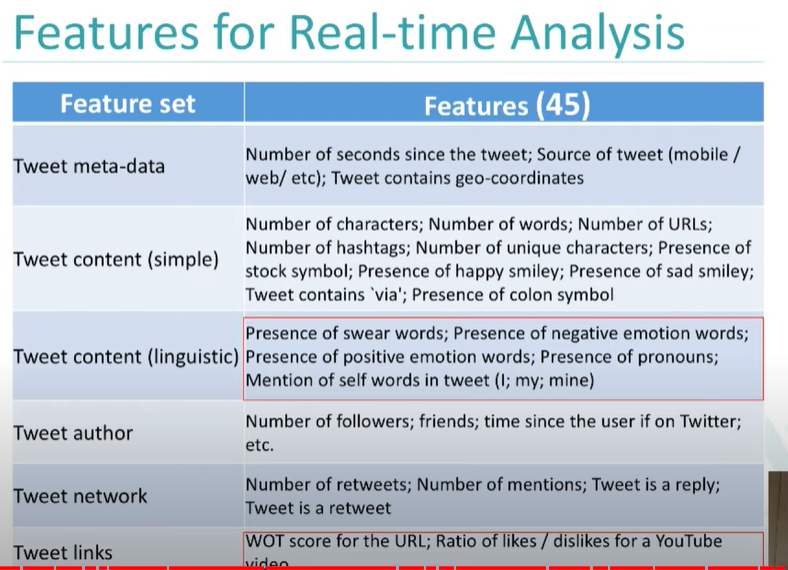 Features for Real-time Analysis
Feature set
Features (45)
Tweet meta-data
Number of seconds since the tweet; Source of tweet (mobile /
web/ etc); Tweet contains geo-coordinates
Tweet content (simple)
Number of characters; Number of words; Number of URLs;
Number of hashtags; Number of unique characters; Presence of
stock symbol; Presence of happy smiley; Presence of sad smiley;
Tweet contains `via'; Presence of colon symbol
Tweet content (linguistic)
Presence of swear words; Presence of negative emotion words;
Presence of positive emotion words; Presence of pronouns;
Mention of self words in tweet (I; my; mine)
Tweet author
Number of followers; friends; time since the user if on Twitter;
etc.
Tweet network
Number of retweets; Number of mentions; Tweet is a reply;
Tweet is a retweet
Tweet links
WOT score for the URL; Ratio of likes / dislikes for a YouTube
video